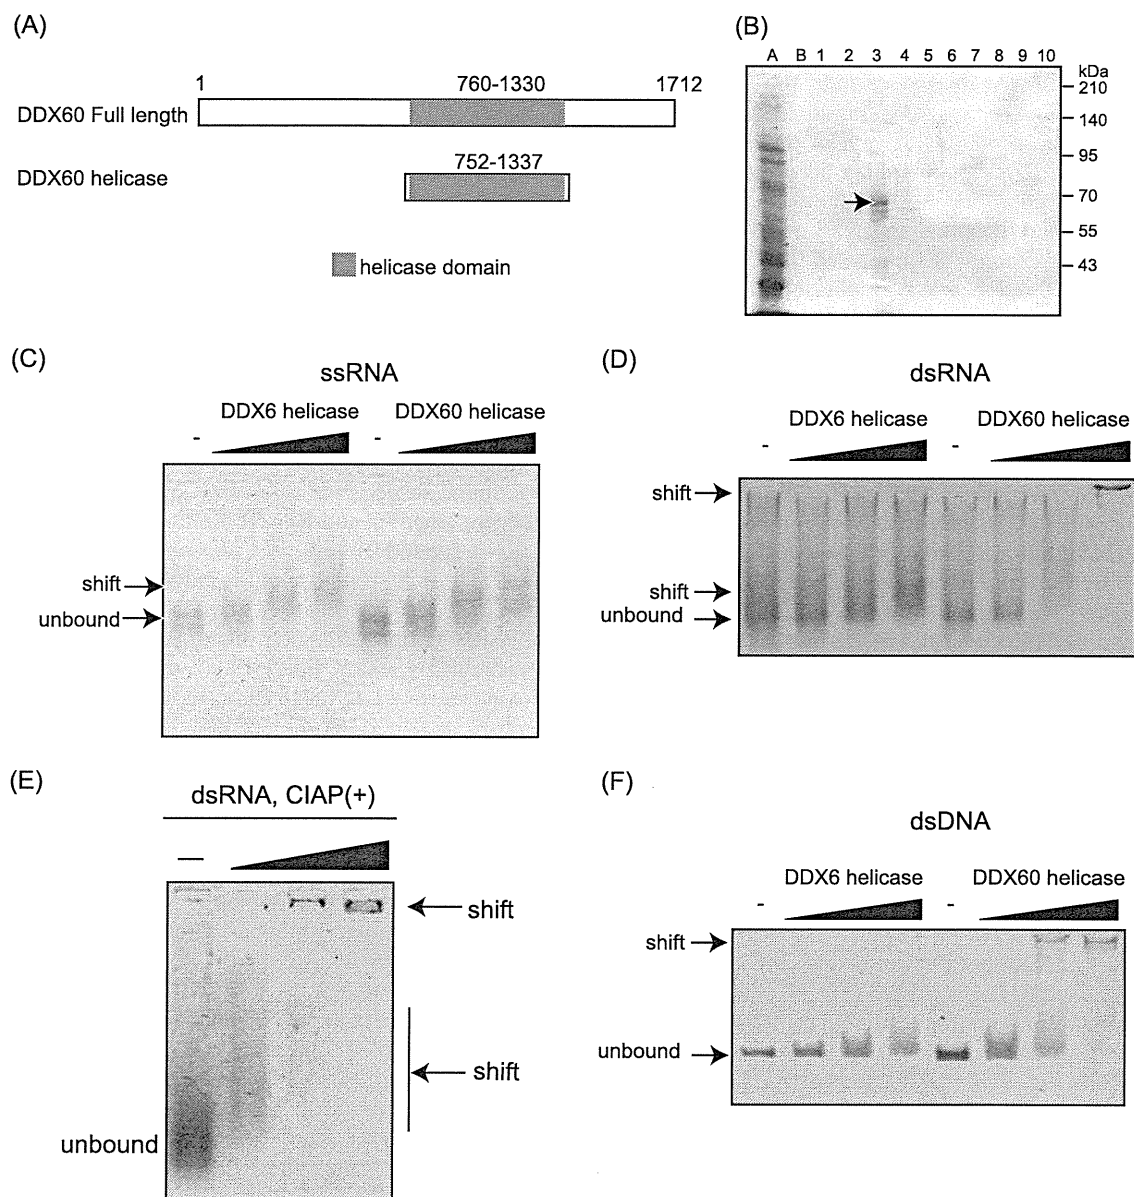 (A)
1 760-1330 1712
DDX60 Full length
752-1337
DDX60 helicase
helicase domain
(B)
A B 1 2 3 4 5 6 7 8 9 10
kDa
210
140
95
70
55
43
(C)
ssRNA
DDX6 helicase DDX60 helicase
- -
shift
unbound
(D)
dsRNA
DDX6 helicase DDX60 helicase
- -
shift
shift
unbound
(E)
dsRNA, CIAP(+)
—
shift
shift
unbound
(F)
dsDNA
DDX6 helicase DDX60 helicase
- -
shift
unbound